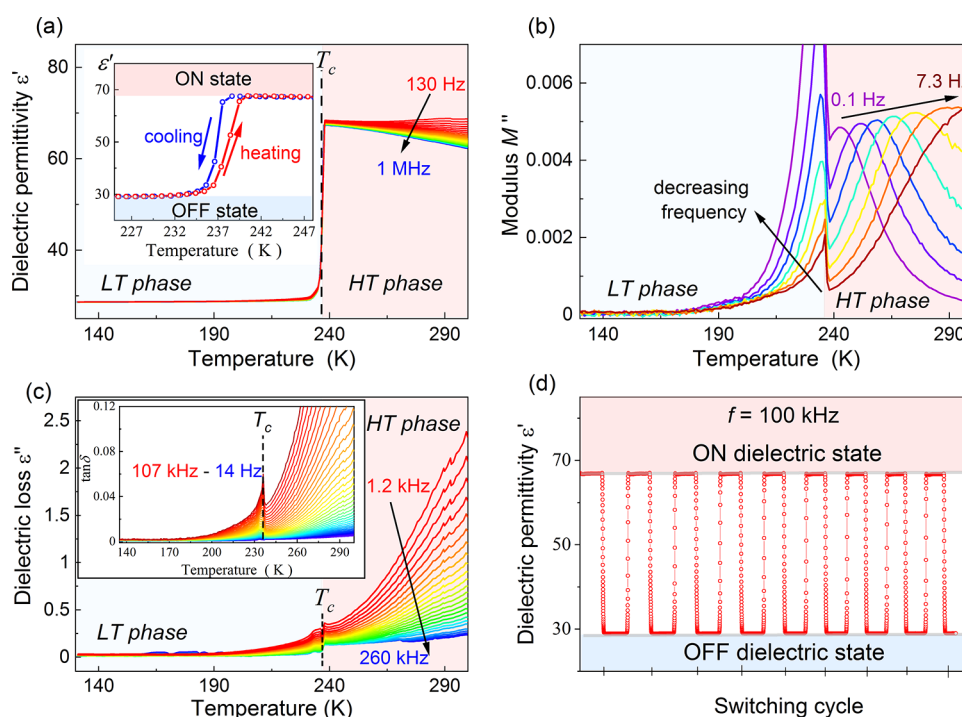 (a)
Dielectric permittivity ε'
80
60
40
T_c
130 Hz
1 MHz
LT phase
HT phase
130
190
240
290
Temperature (K)
ε'
70
50
30
ON state
cooling
heating
OFF state
227
232
237
242
247
Temperature ( K )
(b)
Modulus M''
0.006
0.004
0.002
0
0.1 Hz
7.3 Hz
decreasing
frequency
LT phase
HT phase
140
190
240
290
Temperature (K)
(c)
Dielectric loss ε''
2.5
2
1.5
1
0.5
0
HT phase
1.2 kHz
T_c
LT phase
260 kHz
140
190
240
290
Temperature (K)
tanδ
0.12
0.08
0.04
0
T_c
107 kHz - 14 Hz
140
170
200
230
260
290
Temperature ( K )
(d)
Dielectric permittivity ε'
70
50
30
f = 100 kHz
ON dielectric state
OFF dielectric state
Switching cycle